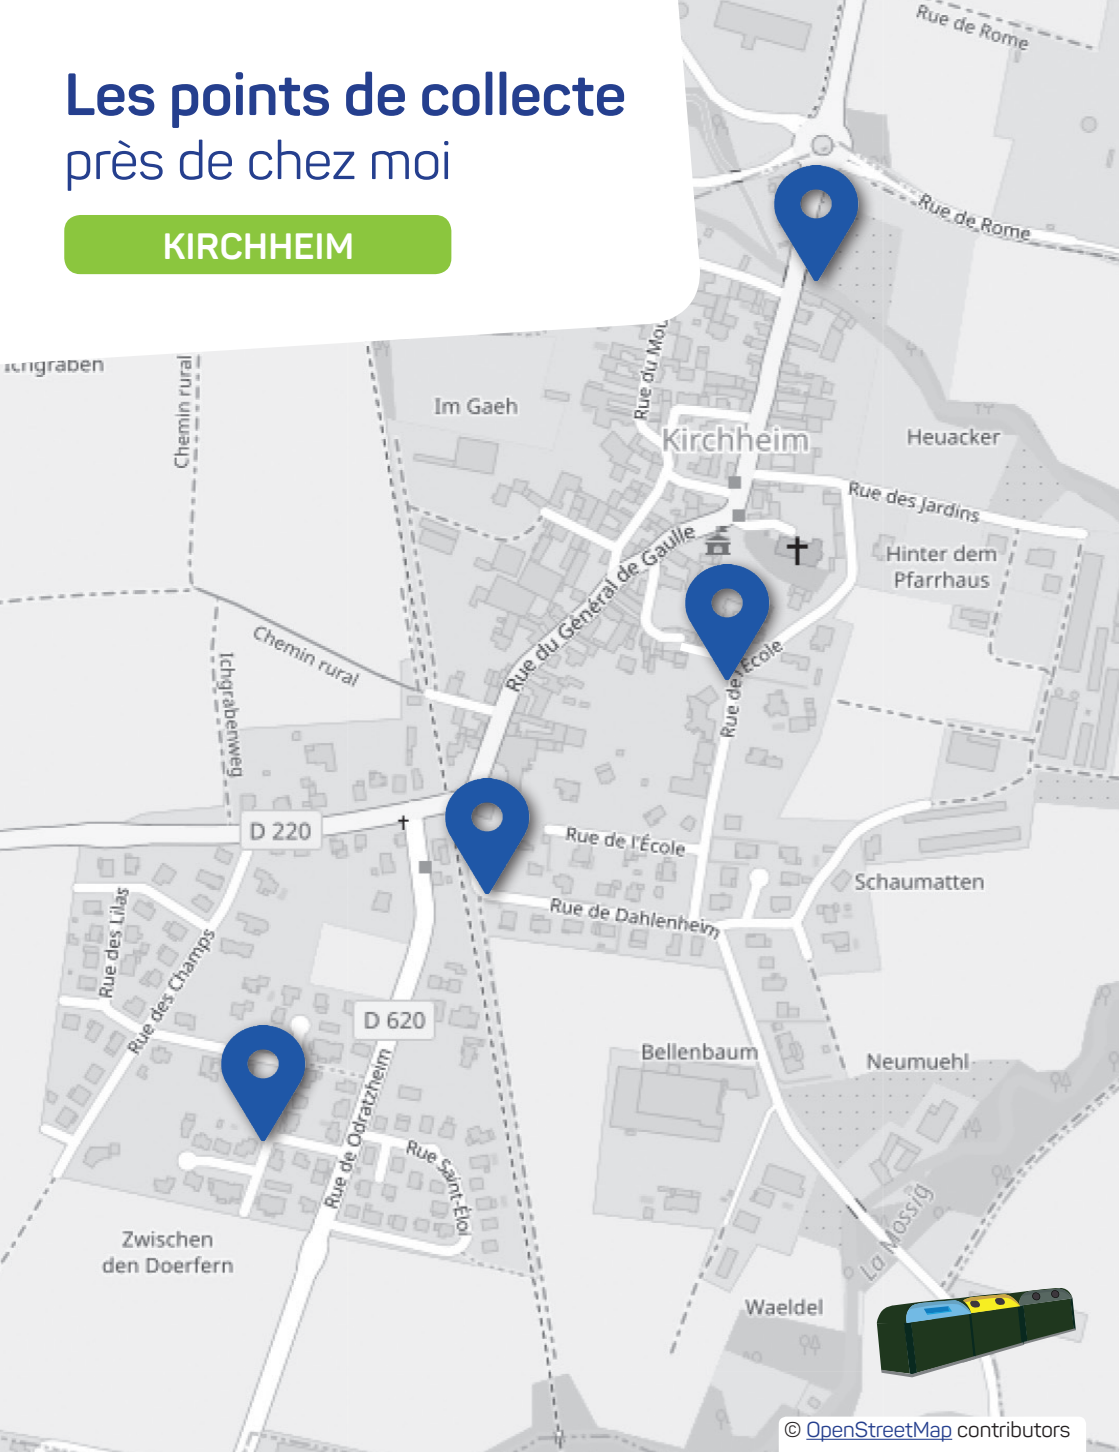 Les points de collecte
près de chez moi
KIRCHHEIM
Rue de Rome
Rue de Rome
Ichgraben
Chemin rural
Im Gaeh
Rue du Mou
Kirchheim
Heuacker
Rue des Jardins
Rue du Général de Gaulle
Hinter dem
Pfarrhaus
Chemin rural
Ichgrabenweg
Rue de l'École
D 220
Rue de l'École
Schaumatten
Rue de Dahlenheim
Rue des Lilas
Rue des Champs
D 620
Bellenbaum
Neumuehl
Rue de Odratzheim
Rue Saint-Éloi
La Mossig
Zwischen
den Doerfern
Waeldel
© OpenStreetMap contributors